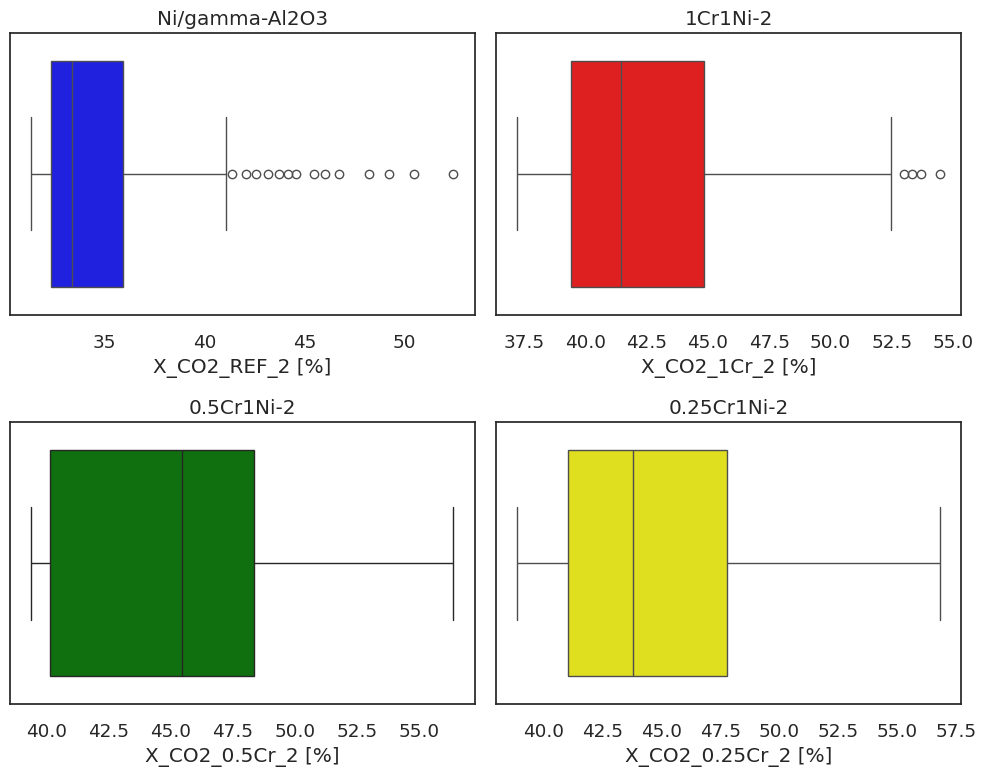 Ni/gamma-Al2O3
35 40 45 50
X_CO2_REF_2 [%]
1Cr1Ni-2
37.5 40.0 42.5 45.0 47.5 50.0 52.5 55.0
X_CO2_1Cr_2 [%]
0.5Cr1Ni-2
40.0 42.5 45.0 47.5 50.0 52.5 55.0
X_CO2_0.5Cr_2 [%]
0.25Cr1Ni-2
40.0 42.5 45.0 47.5 50.0 52.5 55.0 57.5
X_CO2_0.25Cr_2 [%]